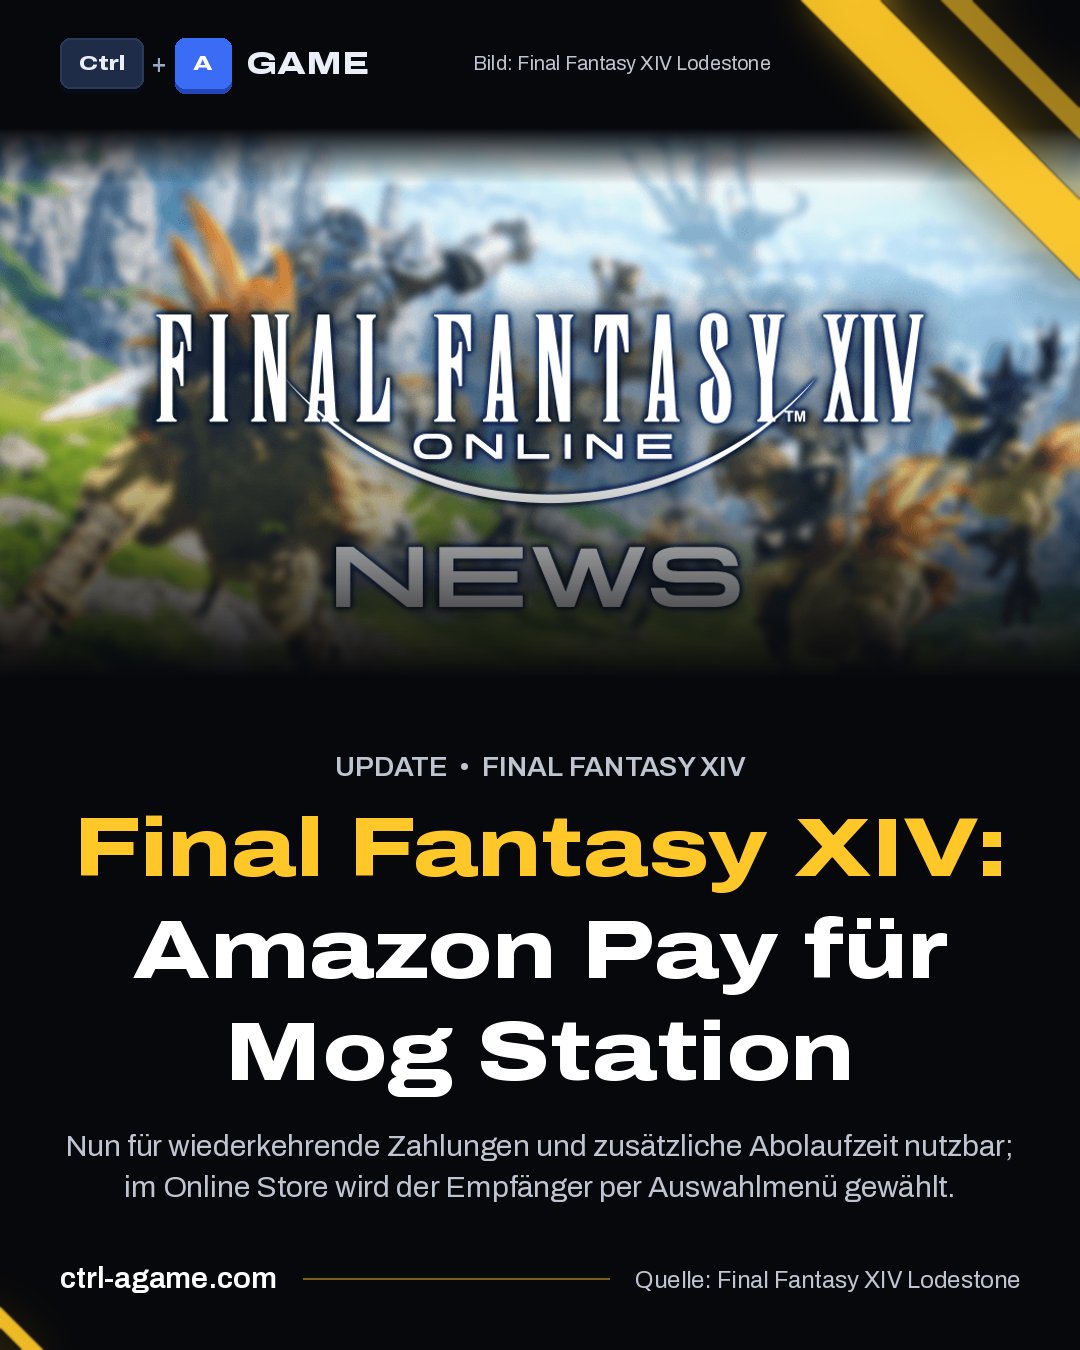 Ctrl + A GAME
Bild: Final Fantasy XIV Lodestone
FINAL FANTASY XIV
TM
ONLINE
NEWS
UPDATE • FINAL FANTASY XIV
Final Fantasy XIV:
Amazon Pay für
Mog Station
Nun für wiederkehrende Zahlungen und zusätzliche Abolaufzeit nutzbar;
im Online Store wird der Empfänger per Auswahlmenü gewählt.
ctrl-agame.com
Quelle: Final Fantasy XIV Lodestone